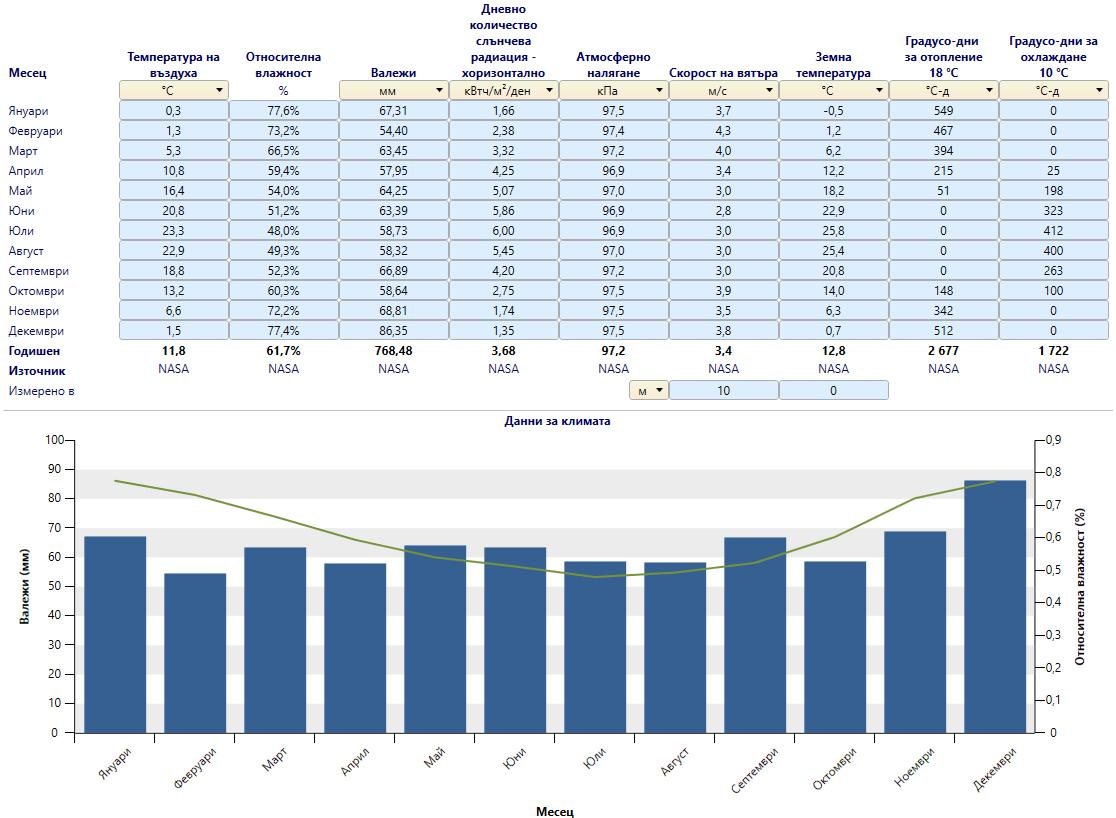 Месец Температура на въздуха Относителна влажност Валежи Дневно количество слънчева радиация - хоризонтално Атмосферно налягане Скорост на вятъра Земна температура Градусо-дни за отопление 18 °C Градусо-дни за охлаждане 10 °C
°C % мм кВтч/м²/ден кПа м/с °C °C-д °C-д
Януари 0,3 77,6% 67,31 1,66 97,5 3,7 -0,5 549 0
Февруари 1,3 73,2% 54,40 2,38 97,4 4,3 1,2 467 0
Март 5,3 66,5% 63,45 3,32 97,2 4,0 6,2 394 0
Април 10,8 59,4% 57,95 4,25 96,9 3,4 12,2 215 25
Май 16,4 54,0% 64,25 5,07 97,0 3,0 18,2 51 198
Юни 20,8 51,2% 63,39 5,86 96,9 2,8 22,9 0 323
Юли 23,3 48,0% 58,73 6,00 96,9 3,0 25,8 0 412
Август 22,9 49,3% 58,32 5,45 97,0 3,0 25,4 0 400
Септември 18,8 52,3% 66,89 4,20 97,2 3,0 20,8 0 263
Октомври 13,2 60,3% 58,64 2,75 97,5 3,9 14,0 148 100
Ноември 6,6 72,2% 68,81 1,74 97,5 3,5 6,3 342 0
Декември 1,5 77,4% 86,35 1,35 97,5 3,8 0,7 512 0
Годишен 11,8 61,7% 768,48 3,68 97,2 3,4 12,8 2 677 1 722
Източник NASA NASA NASA NASA NASA NASA NASA NASA NASA
Измерено в м 10 0
Данни за климата
100 0,9
90 0,8
80 0,7
70 0,6
60 0,5
50 0,4
40 0,3
30 0,2
20 0,1
10 0
0
Валежи (мм)
Относителна влажност (%)
Януари Февруари Март Април Май Юни Юли Август Септември Октомври Ноември Декември
Месец